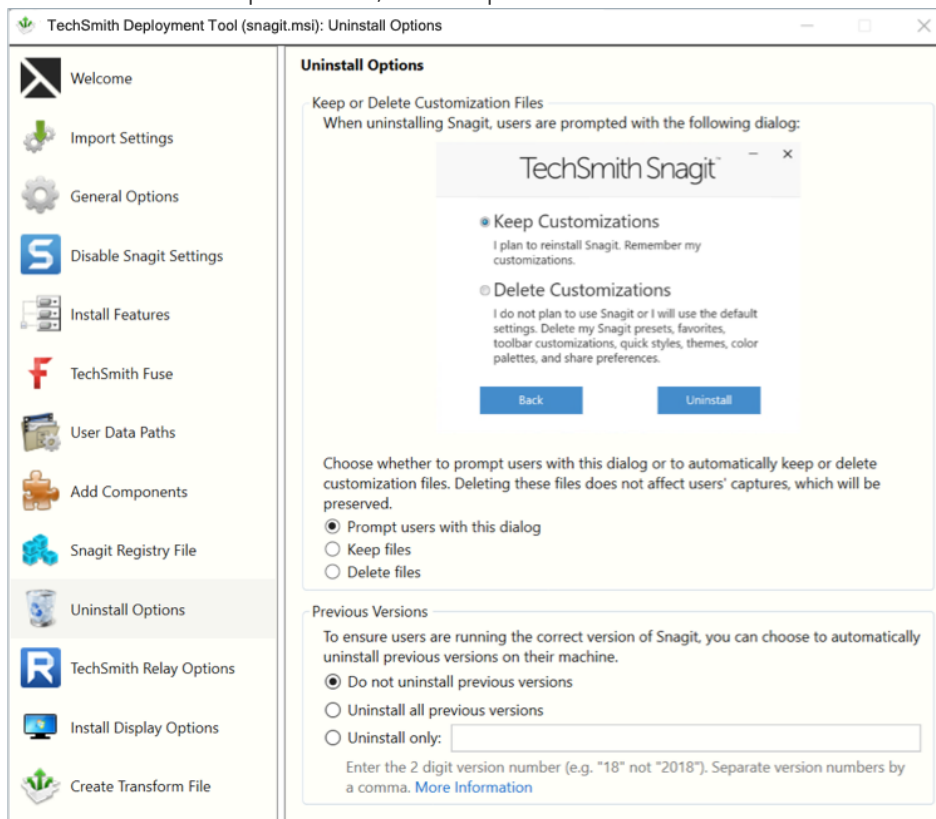 TechSmith Deployment Tool (snagit.msi): Uninstall Options
Welcome
Import Settings
General Options
Disable Snagit Settings
Install Features
TechSmith Fuse
User Data Paths
Add Components
Snagit Registry File
Uninstall Options
TechSmith Relay Options
Install Display Options
Create Transform File
Uninstall Options
Keep or Delete Customization Files
When uninstalling Snagit, users are prompted with the following dialog:
TechSmith Snagit™
Keep Customizations
I plan to reinstall Snagit. Remember my
customizations.
Delete Customizations
I do not plan to use Snagit or I will use the default
settings. Delete my Snagit presets, favorites,
toolbar customizations, quick styles, themes, color
palettes, and share preferences.
Back
Uninstall
Choose whether to prompt users with this dialog or to automatically keep or delete
customization files. Deleting these files does not affect users' captures, which will be
preserved.
Prompt users with this dialog
Keep files
Delete files
Previous Versions
To ensure users are running the correct version of Snagit, you can choose to automatically
uninstall previous versions on their machine.
Do not uninstall previous versions
Uninstall all previous versions
Uninstall only:
Enter the 2 digit version number (e.g. "18" not "2018"). Separate version numbers by
a comma. More Information